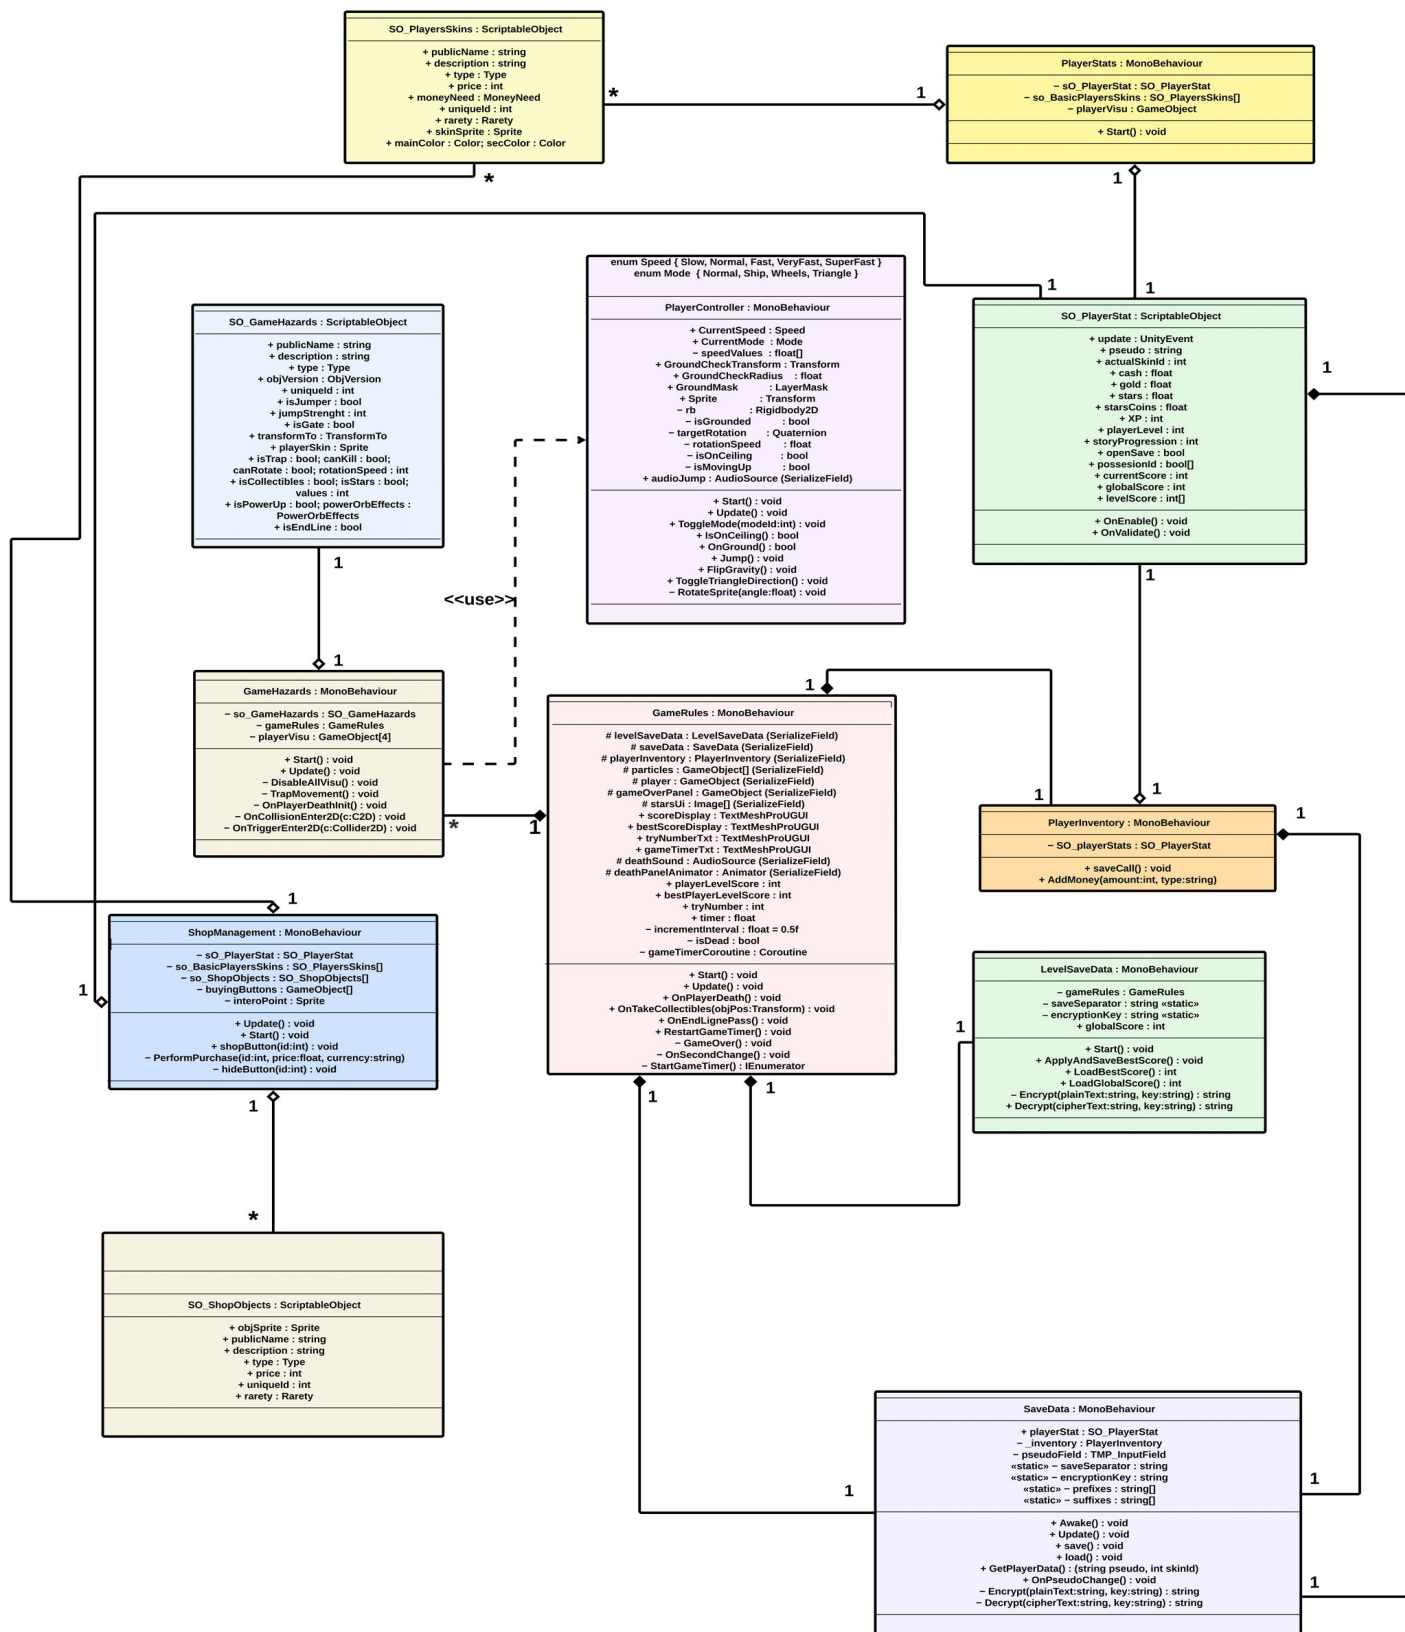 SO_PlayersSkins : ScriptableObject
+ publicName : string
+ description : string
+ type : Type
+ price : int
+ moneyNeed : MoneyNeed
+ uniqueId : int
+ rarety : Rarety
+ skinSprite : Sprite
+ mainColor : Color; secColor : Color
*
1
*
PlayerStats : MonoBehaviour
− sO_PlayerStat : SO_PlayerStat
− so_BasicPlayersSkins : SO_PlayersSkins[]
− playerVisu : GameObject
+ Start() : void
1
1
1
enum Speed { Slow, Normal, Fast, VeryFast, SuperFast }
enum Mode { Normal, Ship, Wheels, Triangle }
PlayerController : MonoBehaviour
+ CurrentSpeed : Speed
+ CurrentMode : Mode
− speedValues : float[]
+ GroundCheckTransform : Transform
+ GroundCheckRadius : float
+ GroundMask : LayerMask
+ Sprite : Transform
− rb : Rigidbody2D
− isGrounded : bool
− targetRotation : Quaternion
− rotationSpeed : float
− isOnCeiling : bool
− isMovingUp : bool
+ audioJump : AudioSource (SerializeField)
+ Start() : void
+ Update() : void
+ ToggleMode(modeId:int) : void
+ IsOnCeiling() : bool
+ OnGround() : bool
+ Jump() : void
+ FlipGravity() : void
+ ToggleTriangleDirection() : void
− RotateSprite(angle:float) : void
SO_PlayerStat : ScriptableObject
+ update : UnityEvent
+ pseudo : string
+ actualSkinId : int
+ cash : float
+ gold : float
+ stars : float
+ starsCoins : float
+ XP : int
+ playerLevel : int
+ storyProgression : int
+ openSave : bool
+ possesionId : bool[]
+ currentScore : int
+ globalScore : int
+ levelScore : int[]
+ OnEnable() : void
+ OnValidate() : void
1
1
SO_GameHazards : ScriptableObject
+ publicName : string
+ description : string
+ type : Type
+ objVersion : ObjVersion
+ uniqueId : int
+ isJumper : bool
+ jumpStrenght : int
+ isGate : bool
+ transformTo : TransformTo
+ playerSkin : Sprite
+ isTrap : bool; canKill : bool;
canRotate : bool; rotationSpeed : int
+ isCollectibles : bool; isStars : bool;
values : int
+ isPowerUp : bool; powerOrbEffects :
PowerOrbEffects
+ isEndLine : bool
1
<<use>>
1
GameHazards : MonoBehaviour
− so_GameHazards : SO_GameHazards
− gameRules : GameRules
− playerVisu : GameObject[4]
+ Start() : void
+ Update() : void
− DisableAllVisu() : void
− TrapMovement() : void
− OnPlayerDeathInit() : void
− OnCollisionEnter2D(c:C2D) : void
− OnTriggerEnter2D(c:Collider2D) : void
*
1
1
GameRules : MonoBehaviour
# levelSaveData : LevelSaveData (SerializeField)
# saveData : SaveData (SerializeField)
# playerInventory : PlayerInventory (SerializeField)
# particles : GameObject[] (SerializeField)
# player : GameObject (SerializeField)
# gameOverPanel : GameObject (SerializeField)
# starsUi : Image[] (SerializeField)
+ scoreDisplay : TextMeshProUGUI
+ bestScoreDisplay : TextMeshProUGUI
+ tryNumberTxt : TextMeshProUGUI
+ gameTimerTxt : TextMeshProUGUI
# deathSound : AudioSource (SerializeField)
# deathPanelAnimator : Animator (SerializeField)
+ playerLevelScore : int
+ bestPlayerLevelScore : int
+ tryNumber : int
+ timer : float
− incrementInterval : float = 0.5f
− isDead : bool
− gameTimerCoroutine : Coroutine
+ Start() : void
+ Update() : void
+ OnPlayerDeath() : void
+ OnTakeCollectibles(objPos:Transform) : void
+ OnEndLignePass() : void
+ RestartGameTimer() : void
− GameOver() : void
− OnSecondChange() : void
− StartGameTimer() : IEnumerator
1
1
1
1
PlayerInventory : MonoBehaviour
− SO_playerStats : SO_PlayerStat
+ saveCall() : void
+ AddMoney(amount:int, type:string)
1
LevelSaveData : MonoBehaviour
− gameRules : GameRules
− saveSeparator : string «static»
− encryptionKey : string «static»
+ globalScore : int
+ Start() : void
+ ApplyAndSaveBestScore() : void
+ LoadBestScore() : int
+ LoadGlobalScore() : int
− Encrypt(plainText:string, key:string) : string
+ Decrypt(cipherText:string, key:string) : string
1
1
1
ShopManagement : MonoBehaviour
− sO_PlayerStat : SO_PlayerStat
− so_BasicPlayersSkins : SO_PlayersSkins[]
− so_ShopObjects : SO_ShopObjects[]
− buyingButtons : GameObject[]
− interoPoint : Sprite
+ Update() : void
+ Start() : void
+ shopButton(id:int) : void
− PerformPurchase(id:int, price:float, currency:string)
− hideButton(id:int) : void
1
*
SO_ShopObjects : ScriptableObject
+ objSprite : Sprite
+ publicName : string
+ description : string
+ type : Type
+ price : int
+ uniqueId : int
+ rarety : Rarety
1
SaveData : MonoBehaviour
+ playerStat : SO_PlayerStat
− _inventory : PlayerInventory
− pseudoField : TMP_InputField
«static» − saveSeparator : string
«static» − encryptionKey : string
«static» − prefixes : string[]
«static» − suffixes : string[]
+ Awake() : void
+ Update() : void
+ save() : void
+ load() : void
+ GetPlayerData() : (string pseudo, int skinId)
+ OnPseudoChange() : void
− Encrypt(plainText:string, key:string) : string
− Decrypt(cipherText:string, key:string) : string
1
1